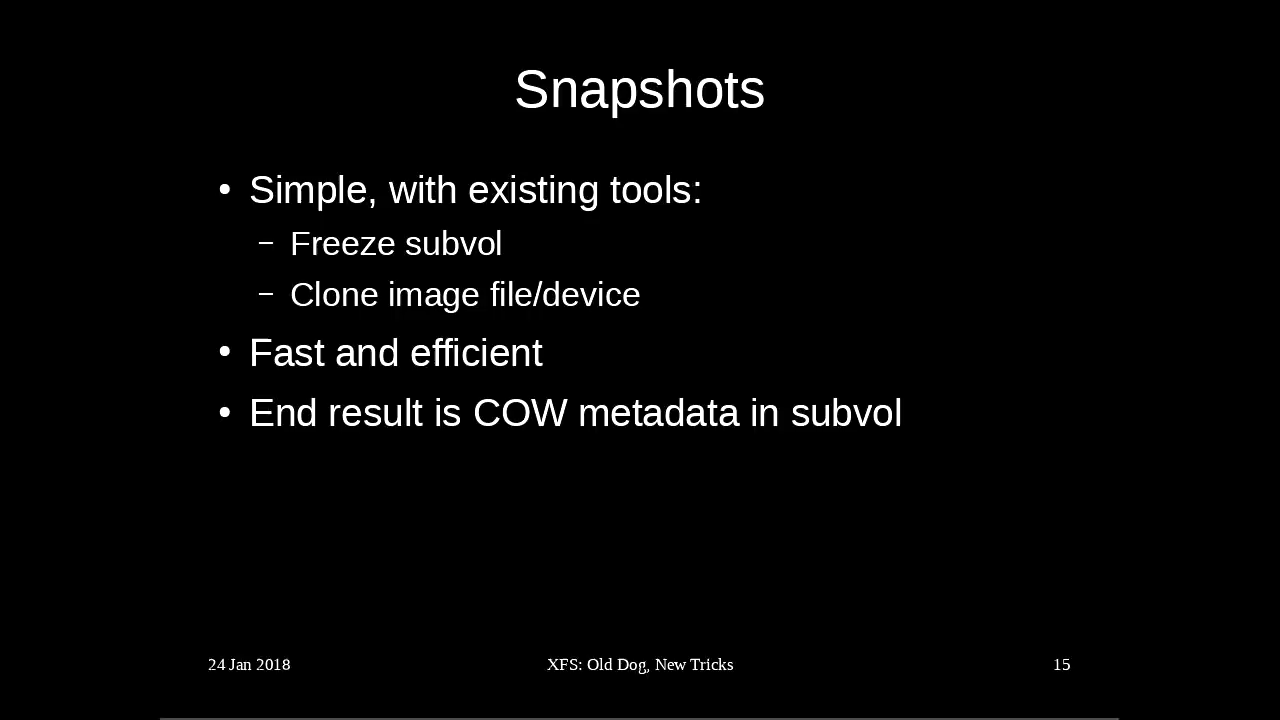 Snapshots
• Simple, with existing tools:
– Freeze subvol
– Clone image file/device
• Fast and efficient
• End result is COW metadata in subvol
24 Jan 2018
XFS: Old Dog, New Tricks
15